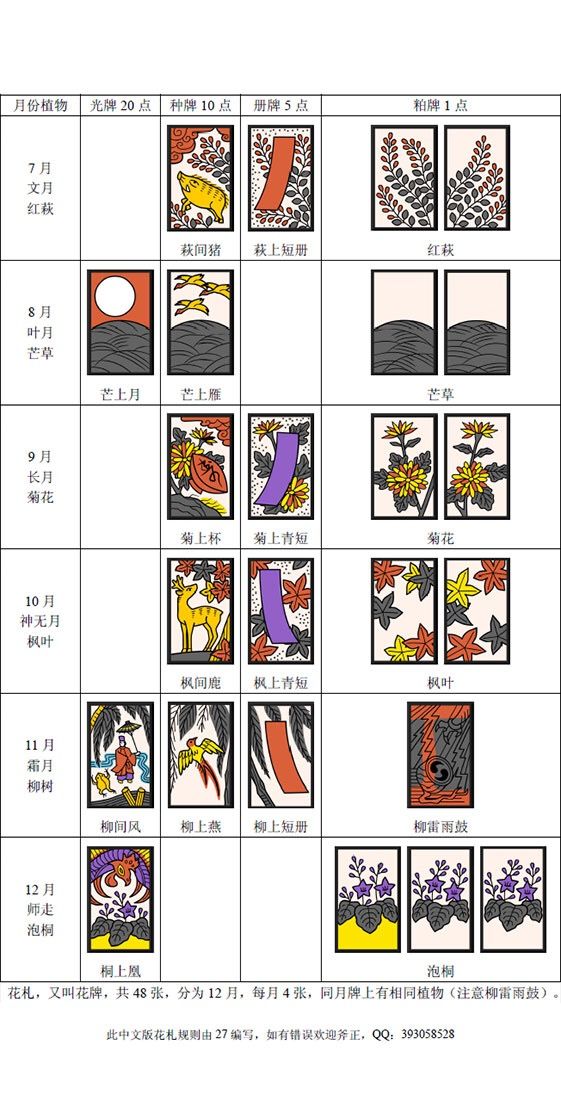 月份植物 光牌 20 点 种牌 10 点 册牌 5 点 粕牌 1 点
7 月
文月
红萩
萩间猪 萩上短册 红萩
8 月
叶月
芒草
芒上月 芒上雁 芒草
9 月
长月
菊花
菊上杯 菊上青短 菊花
10 月
神无月
枫叶
枫间鹿 枫上青短 枫叶
11 月
霜月
柳树
柳间风 柳上燕 柳上短册 柳雷雨鼓
12 月
师走
泡桐
桐上凰 泡桐
花札，又叫花牌，共 48 张，分为 12 月，每月 4 张，同月牌上有相同植物（注意柳雷雨鼓）。
此中文版花札规则由 27 编写，如有错误欢迎斧正，QQ：393058528